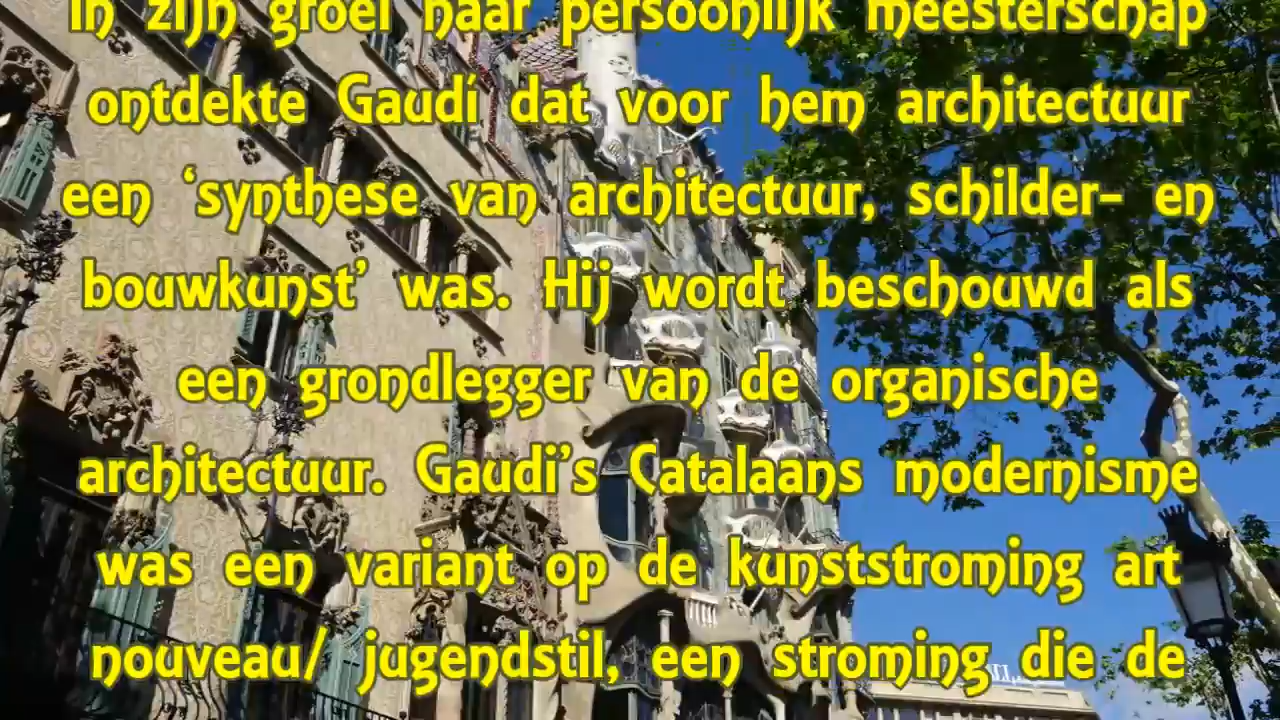 In zijn groei naar persoonlijk meesterschap
ontdekte Gaudí dat voor hem architectuur
een ‘synthese van architectuur, schilder- en
bouwkunst’ was. Hij wordt beschouwd als
een grondlegger van de organische
architectuur. Gaudi’s Catalaans modernisme
was een variant op de kunststroming art
nouveau/ jugendstil, een stroming die de